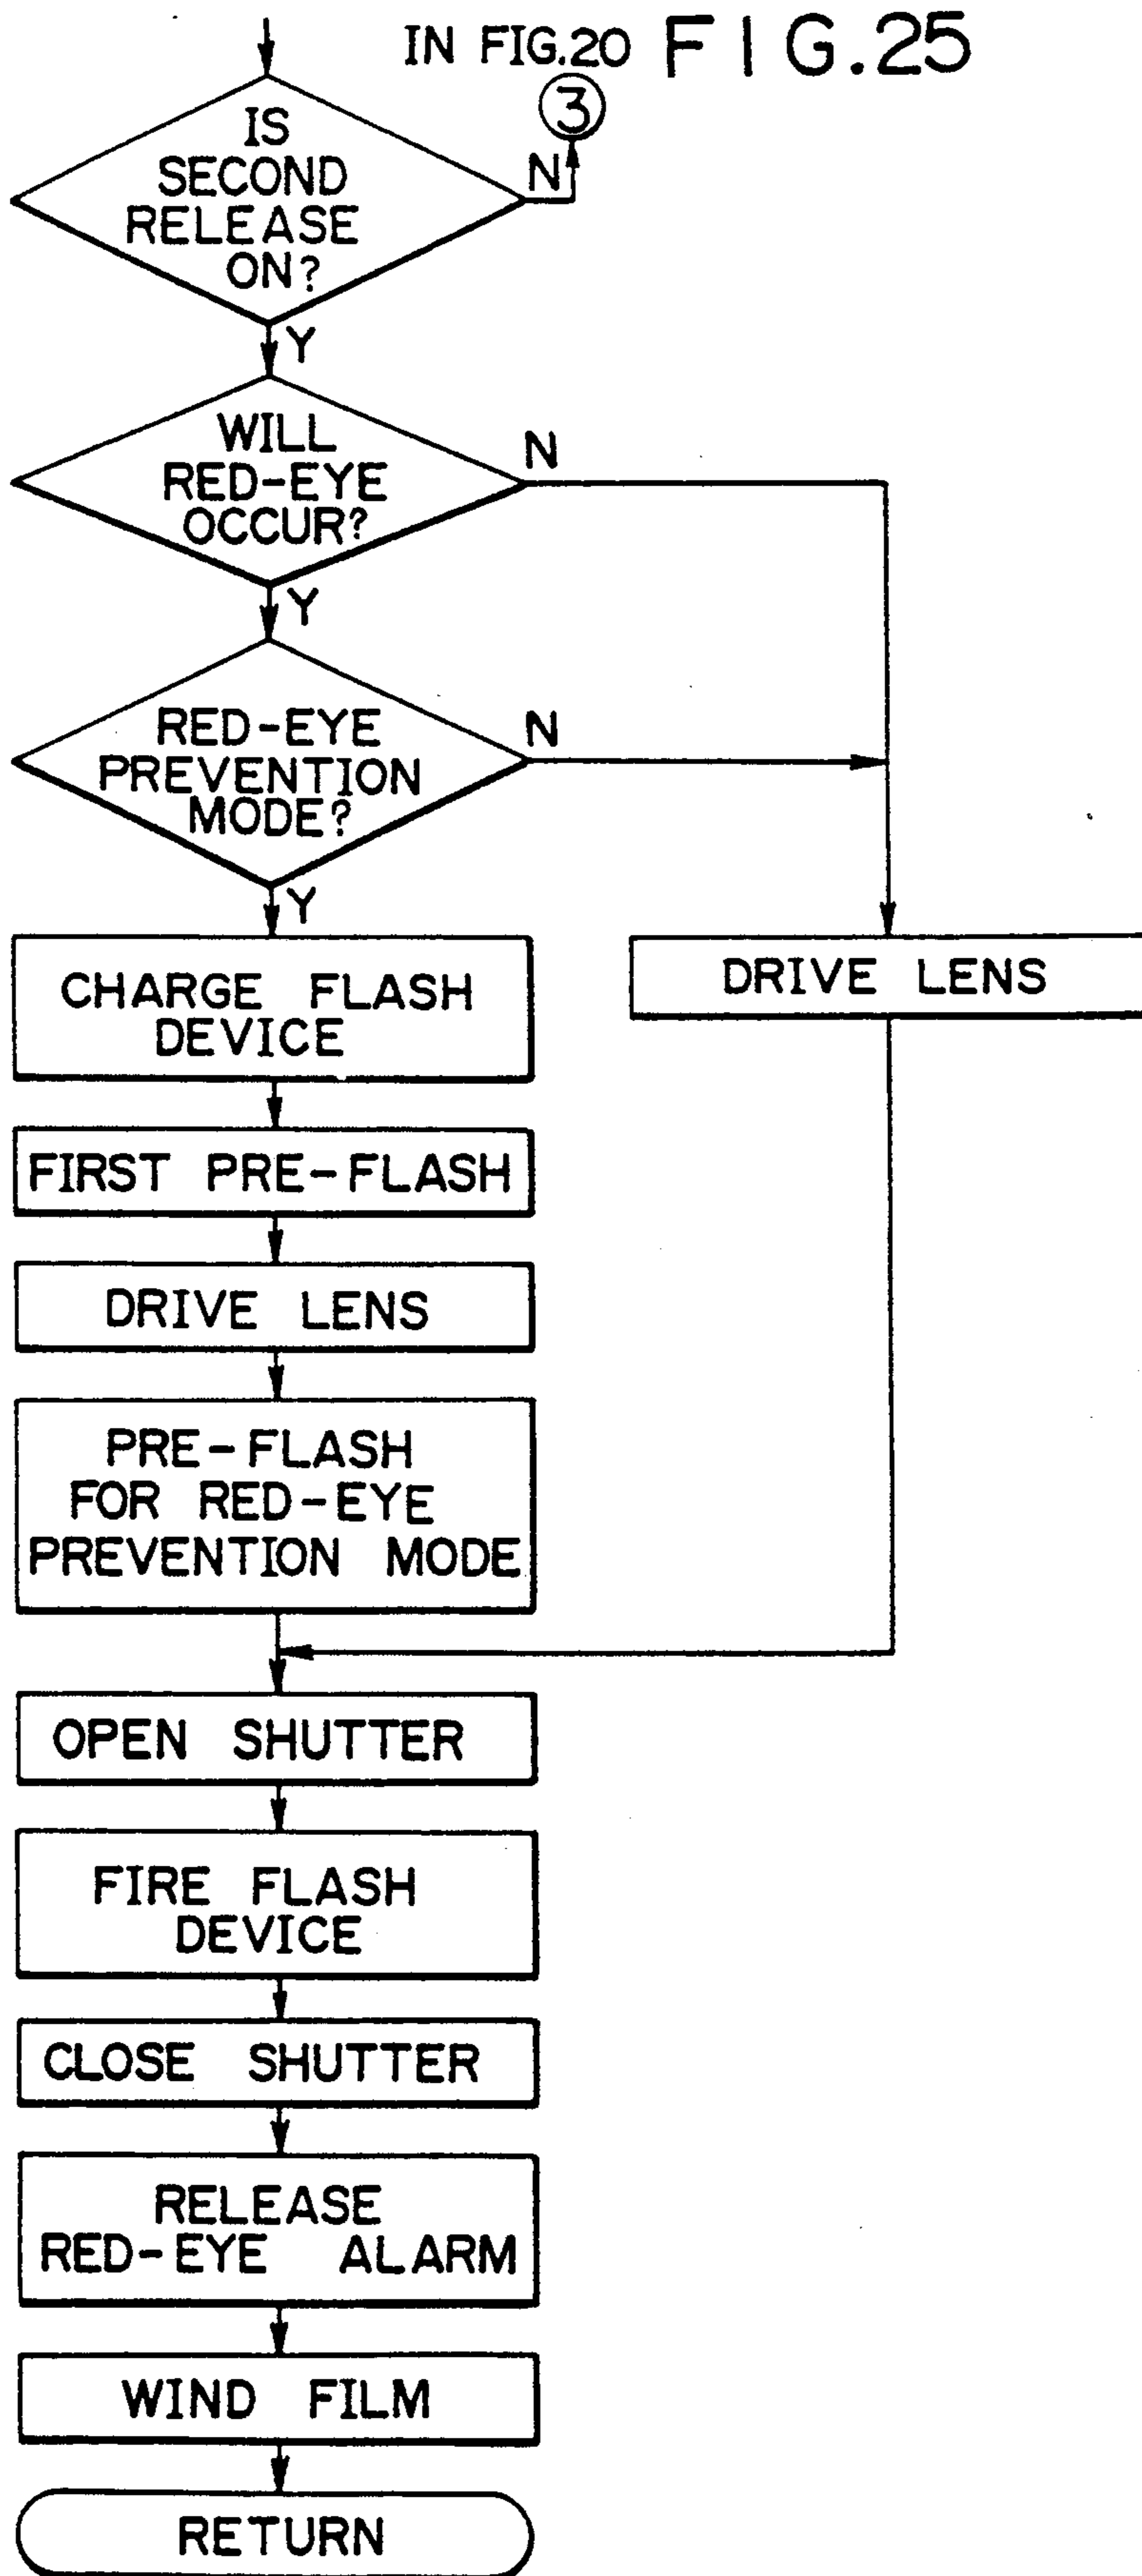 IN FIG.20 FIG.25
3
IS
SECOND
RELEASE
ON?
N
Y
WILL
RED-EYE
OCCUR?
N
Y
RED-EYE
PREVENTION
MODE?
N
Y
CHARGE FLASH
DEVICE
DRIVE LENS
FIRST PRE-FLASH
DRIVE LENS
PRE-FLASH
FOR RED-EYE
PREVENTION MODE
OPEN SHUTTER
FIRE FLASH
DEVICE
CLOSE SHUTTER
RELEASE
RED-EYE ALARM
WIND FILM
RETURN